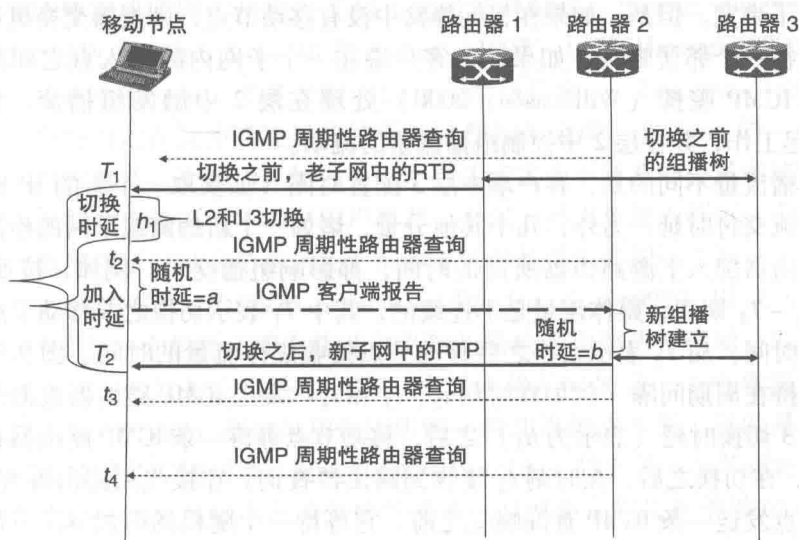 移动节点
路由器 1
路由器 2
路由器 3
IGMP 周期性路由器查询
切换之前
的组播树
T1
切换之前，老子网中的RTP
切换
时延
h
L2和L3切换
t2
IGMP 周期性路由器查询
加入
时延
随机
时延=a
IGMP 客户端报告
随机
时延=b
新组播
树建立
T2
切换之后，新子网中的RTP
t3
IGMP 周期性路由器查询
t4
IGMP 周期性路由器查询